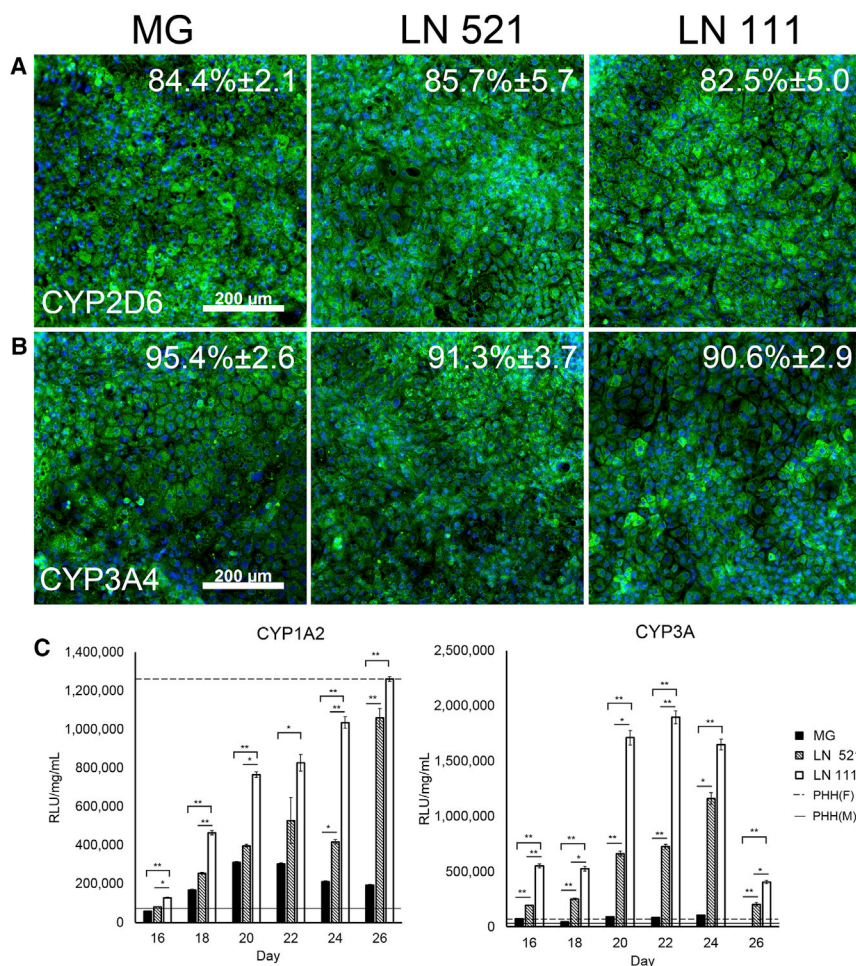 MG LN 521 LN 111
A
84.4%±2.1 85.7%±5.7 82.5%±5.0
CYP2D6 200 µm
B
95.4%±2.6 91.3%±3.7 90.6%±2.9
CYP3A4 200 µm
C
CYP1A2
1,400,000
1,200,000
1,000,000
800,000
600,000
400,000
200,000
0
RLU/mg/mL
** * ** ** ** * * ** ** * ** **
16 18 20 22 24 26
Day
CYP3A
2,500,000
2,000,000
1,500,000
1,000,000
500,000
0
RLU/mg/mL
** ** ** ** * ** ** * ** ** ** ** ** * ** * **
16 18 20 22 24 26
Day
MG
LN 521
LN 111
PHH(F)
PHH(M)